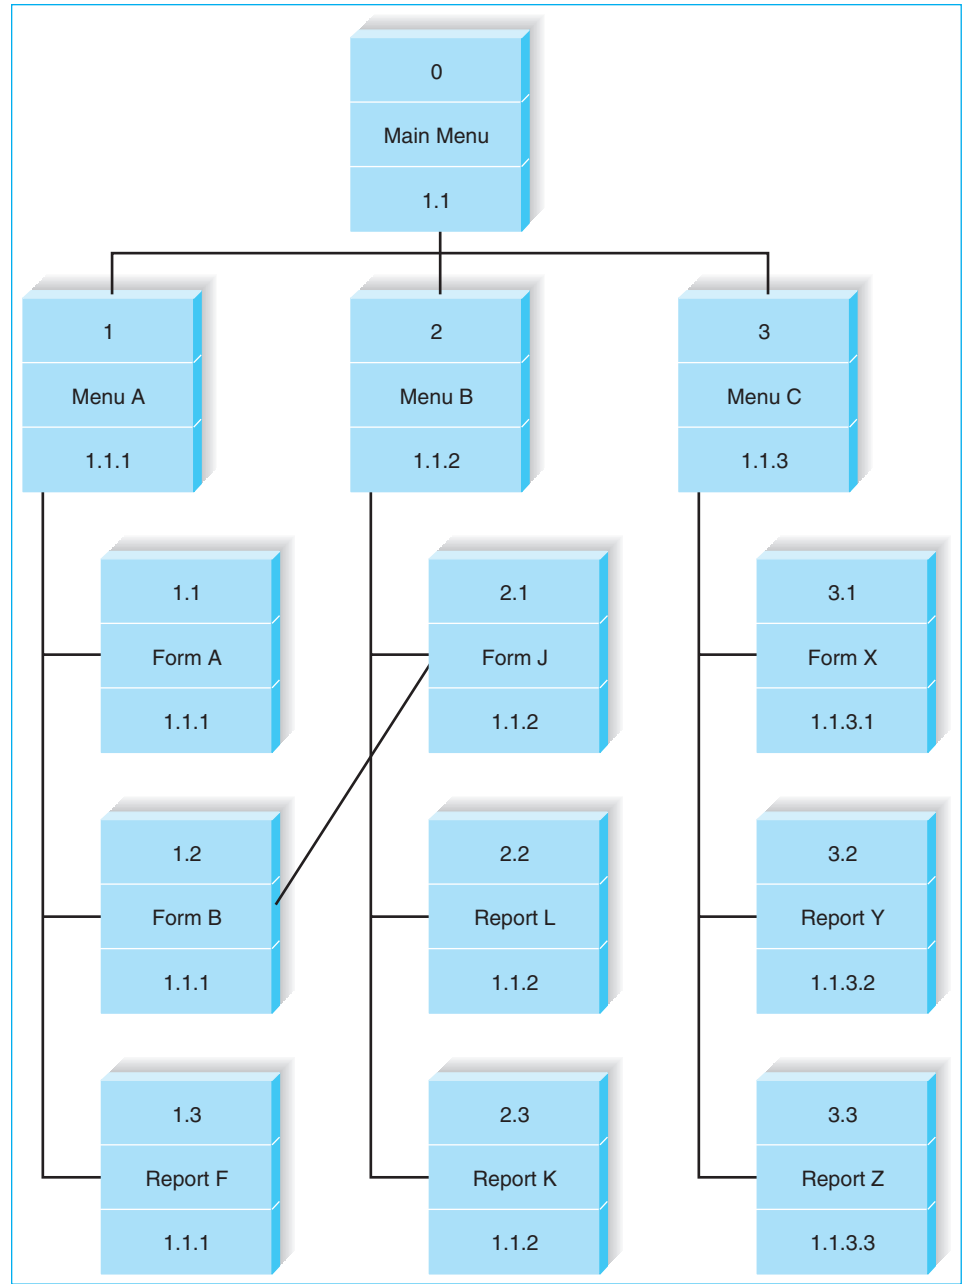 0
Main Menu
1.1
1
Menu A
1.1.1
2
Menu B
1.1.2
3
Menu C
1.1.3
1.1
Form A
1.1.1
2.1
Form J
1.1.2
3.1
Form X
1.1.3.1
1.2
Form B
1.1.1
2.2
Report L
1.1.2
3.2
Report Y
1.1.3.2
1.3
Report F
1.1.1
2.3
Report K
1.1.2
3.3
Report Z
1.1.3.3